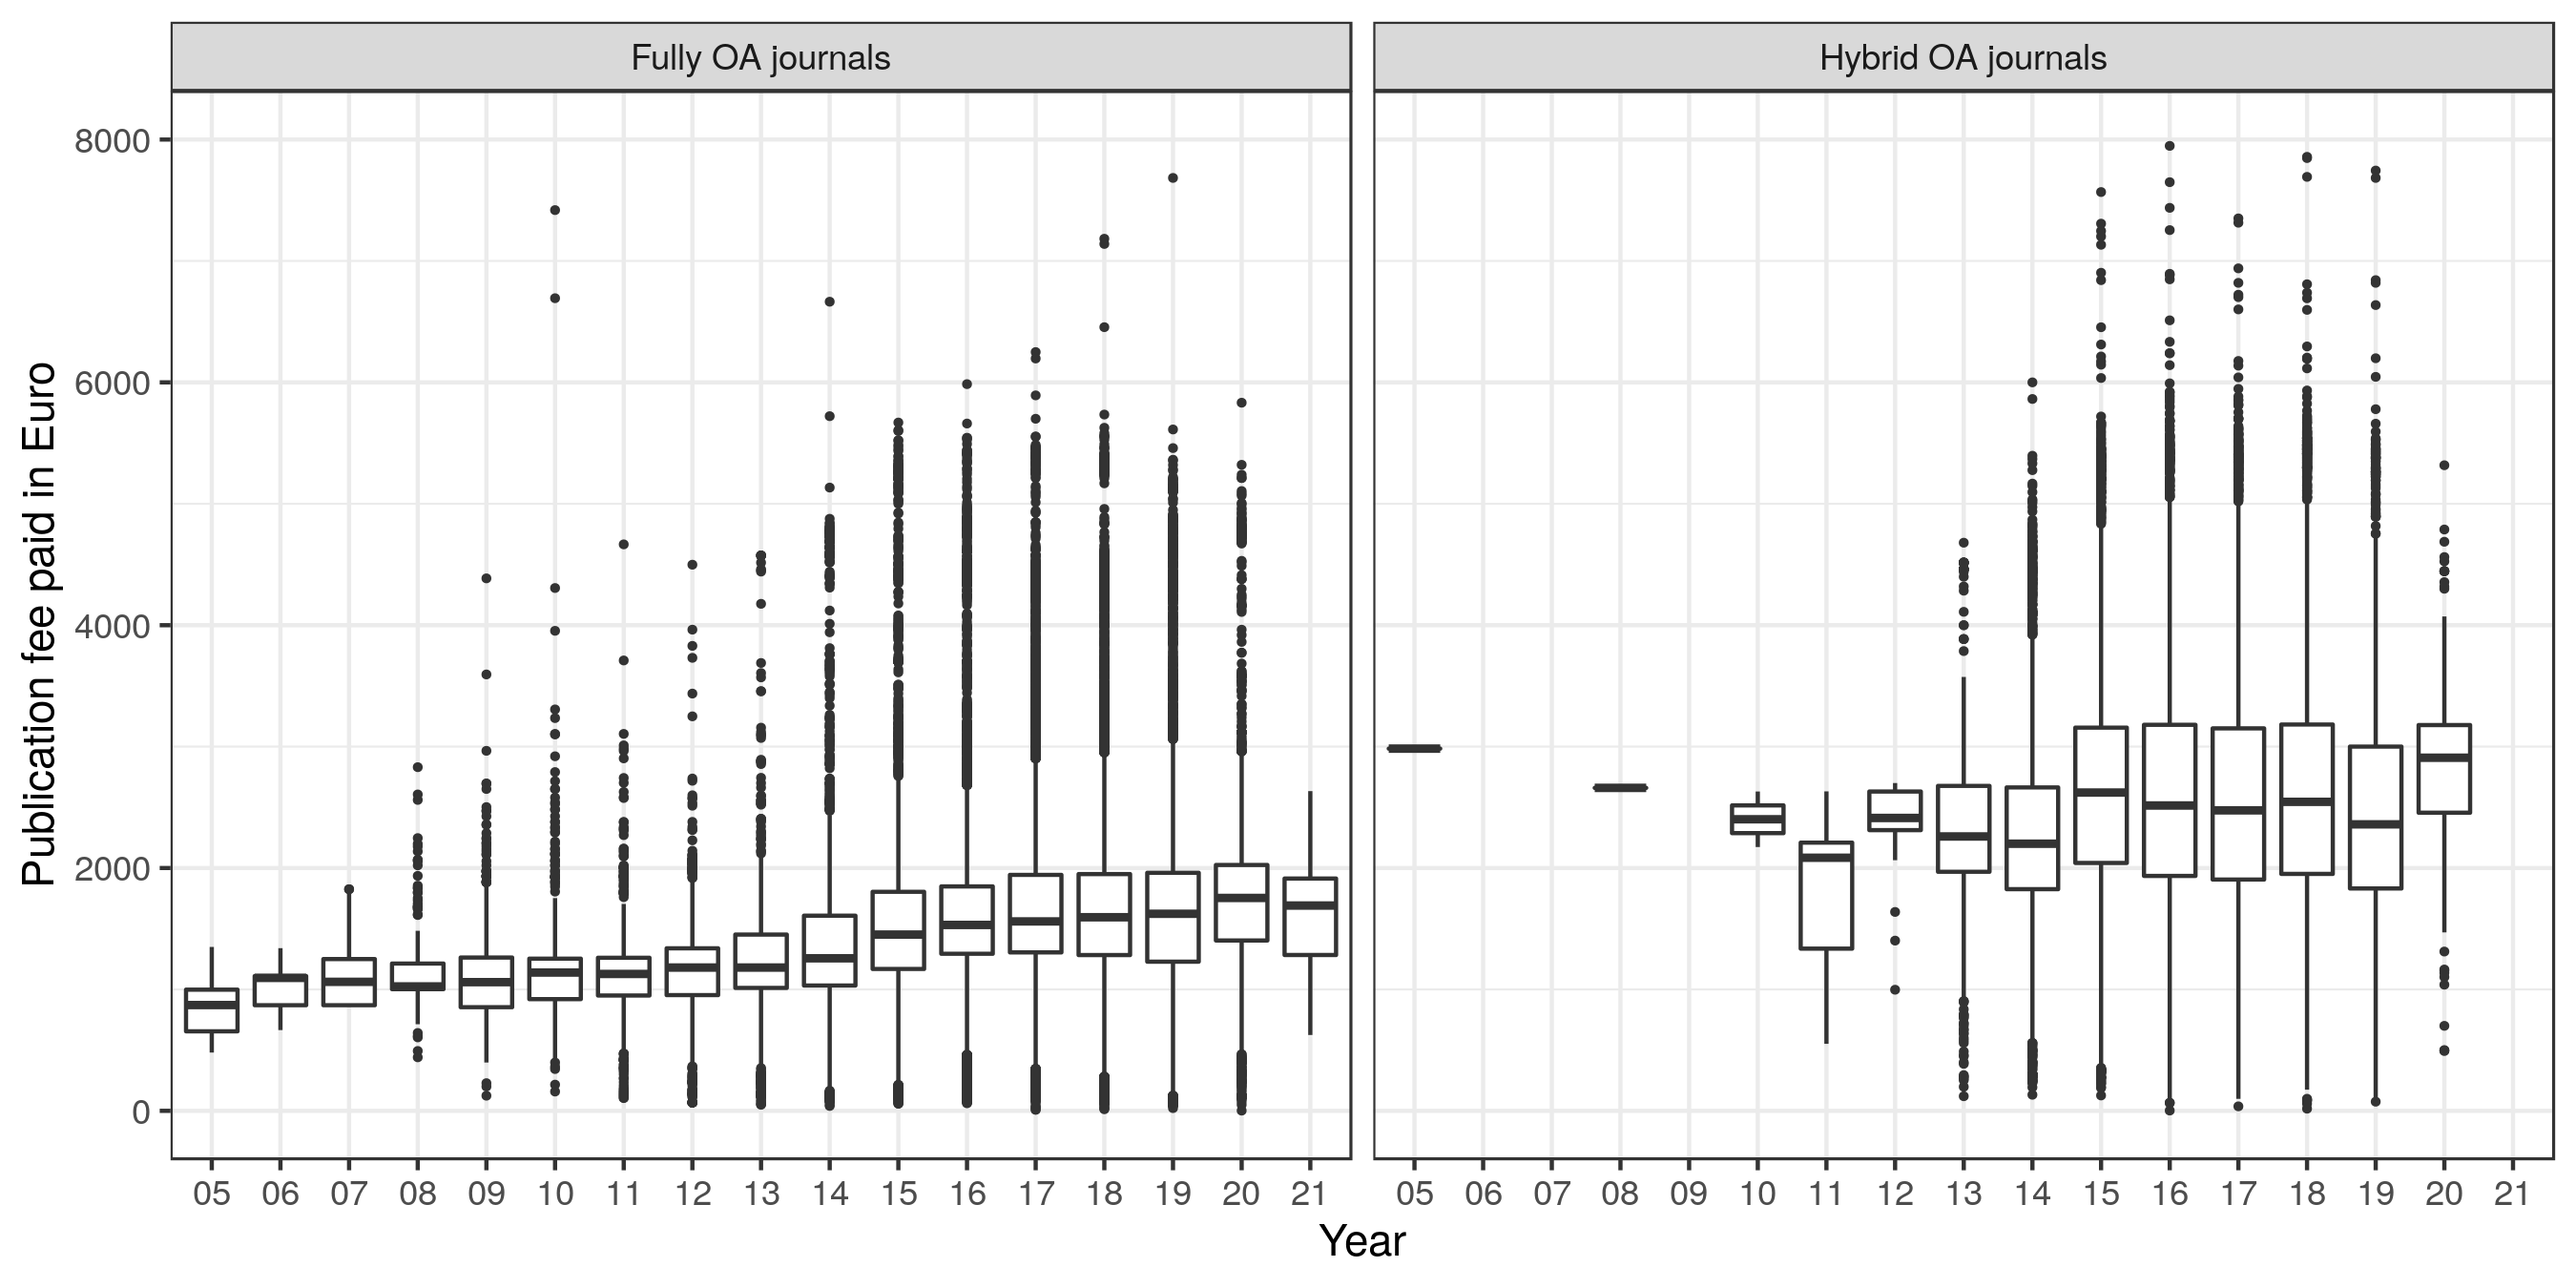 Fully OA journals
Hybrid OA journals
Publication fee paid in Euro
8000
6000
4000
2000
0
05 06 07 08 09 10 11 12 13 14 15 16 17 18 19 20 21
05 06 07 08 09 10 11 12 13 14 15 16 17 18 19 20 21
Year